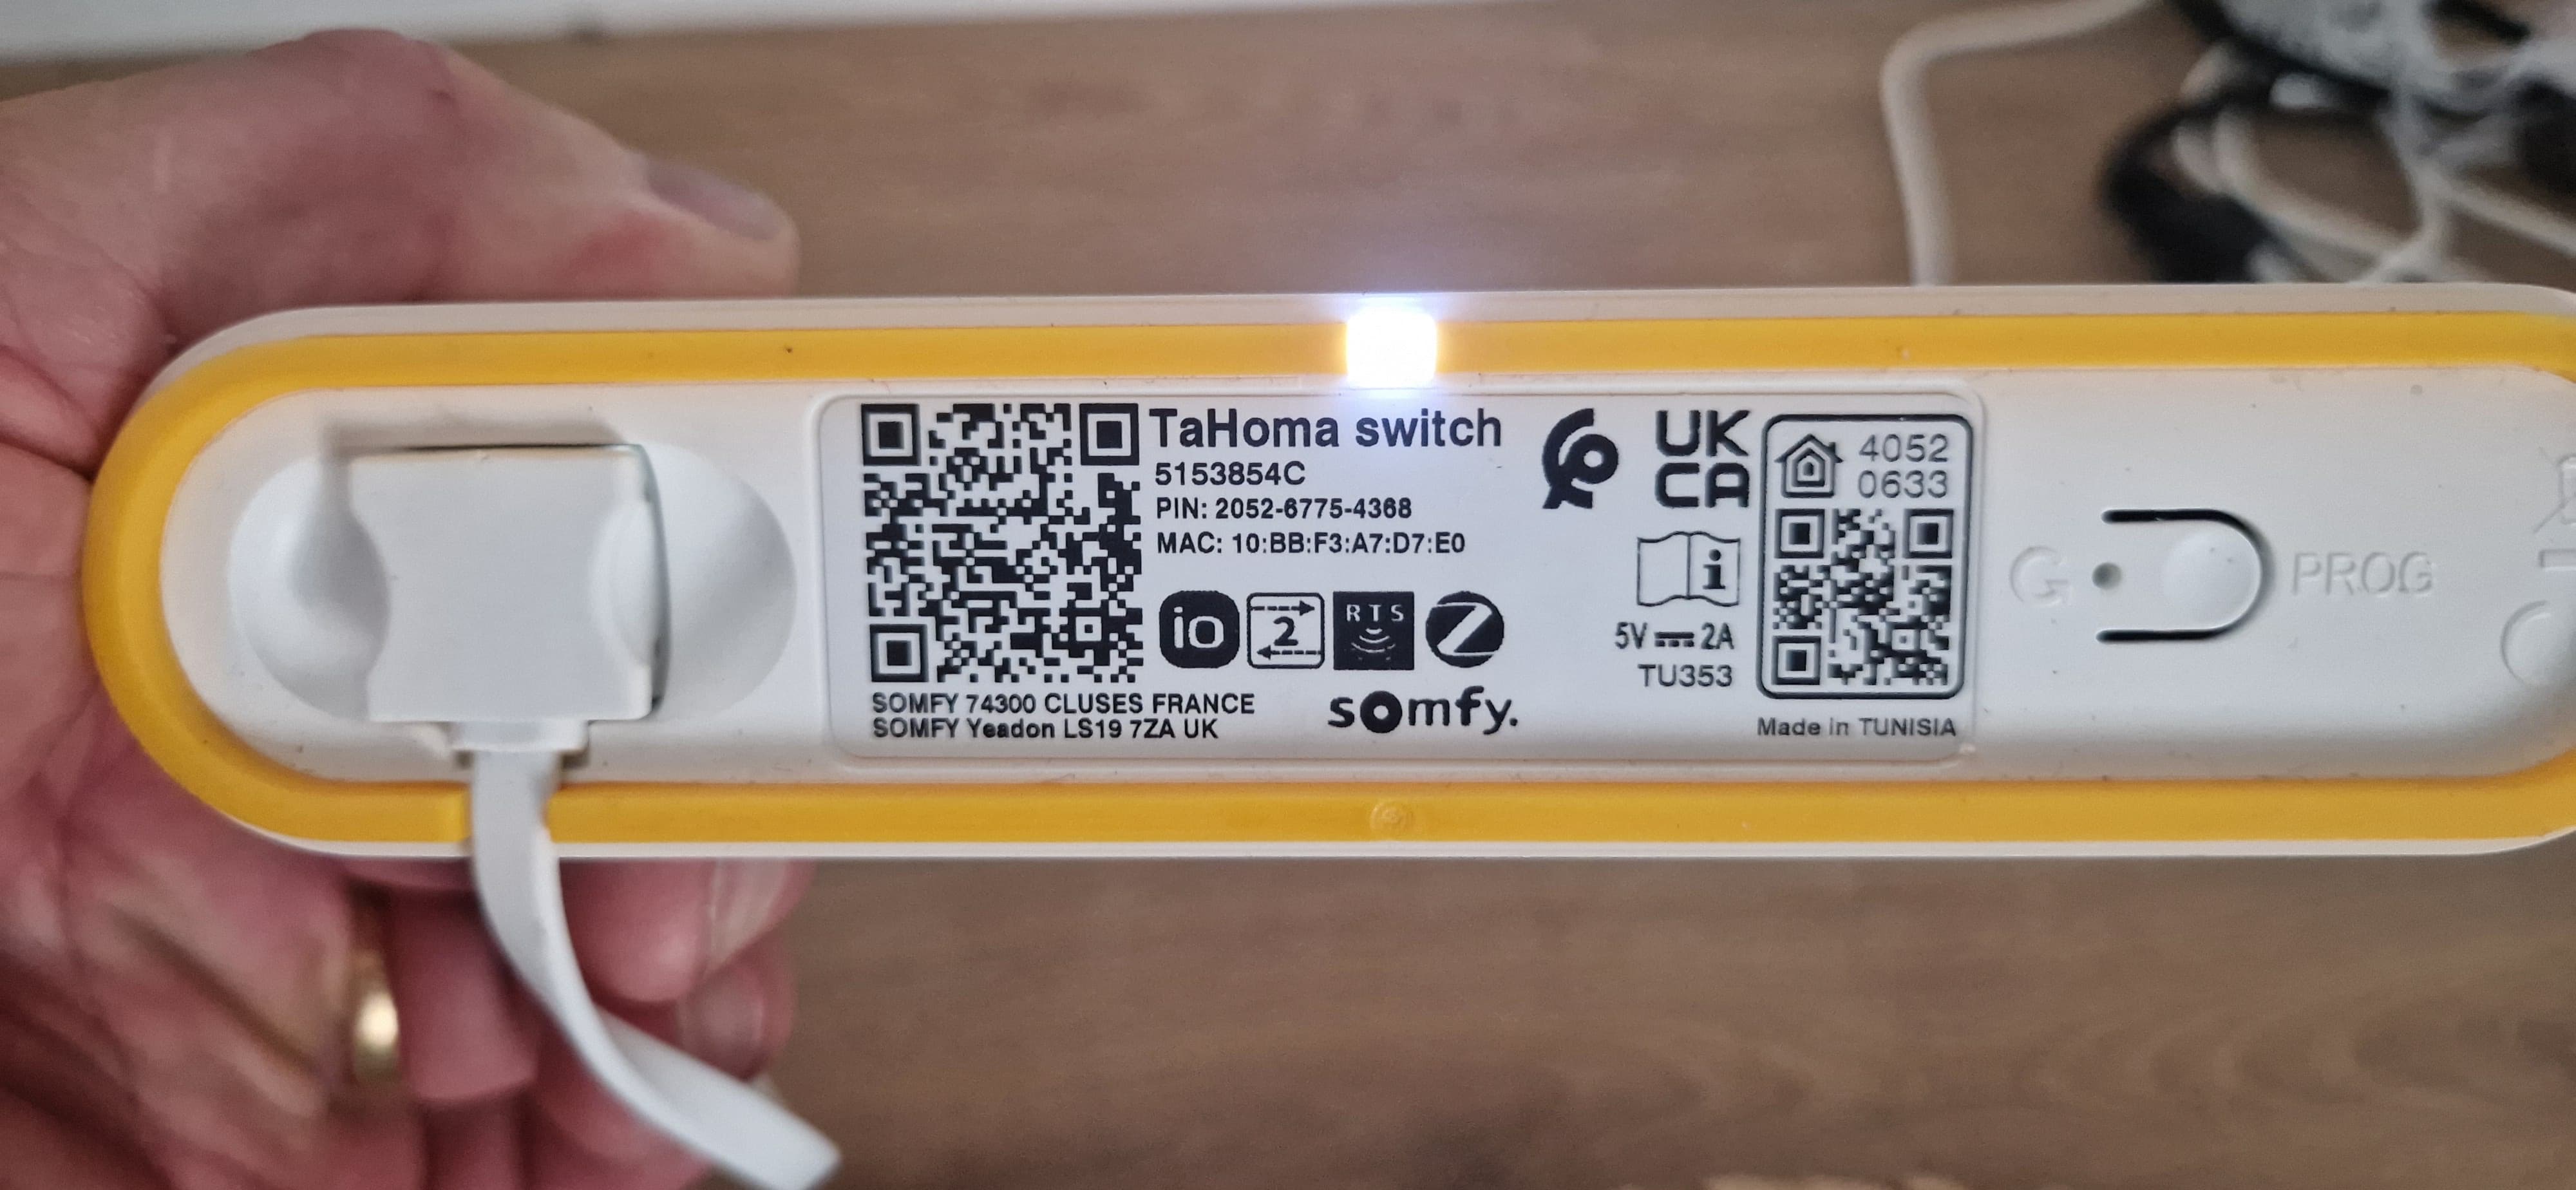 TaHoma switch
5153854C
PIN: 2052-6775-4368
MAC: 10:BB:F3:A7:D7:E0
io
2
RTS
SOMFY 74300 CLUSES FRANCE
SOMFY Yeadon LS19 7ZA UK
somfy.
UK
CA
i
5V ⎓ 2A
TU353
4052
0633
Made in TUNISIA
G
PROG